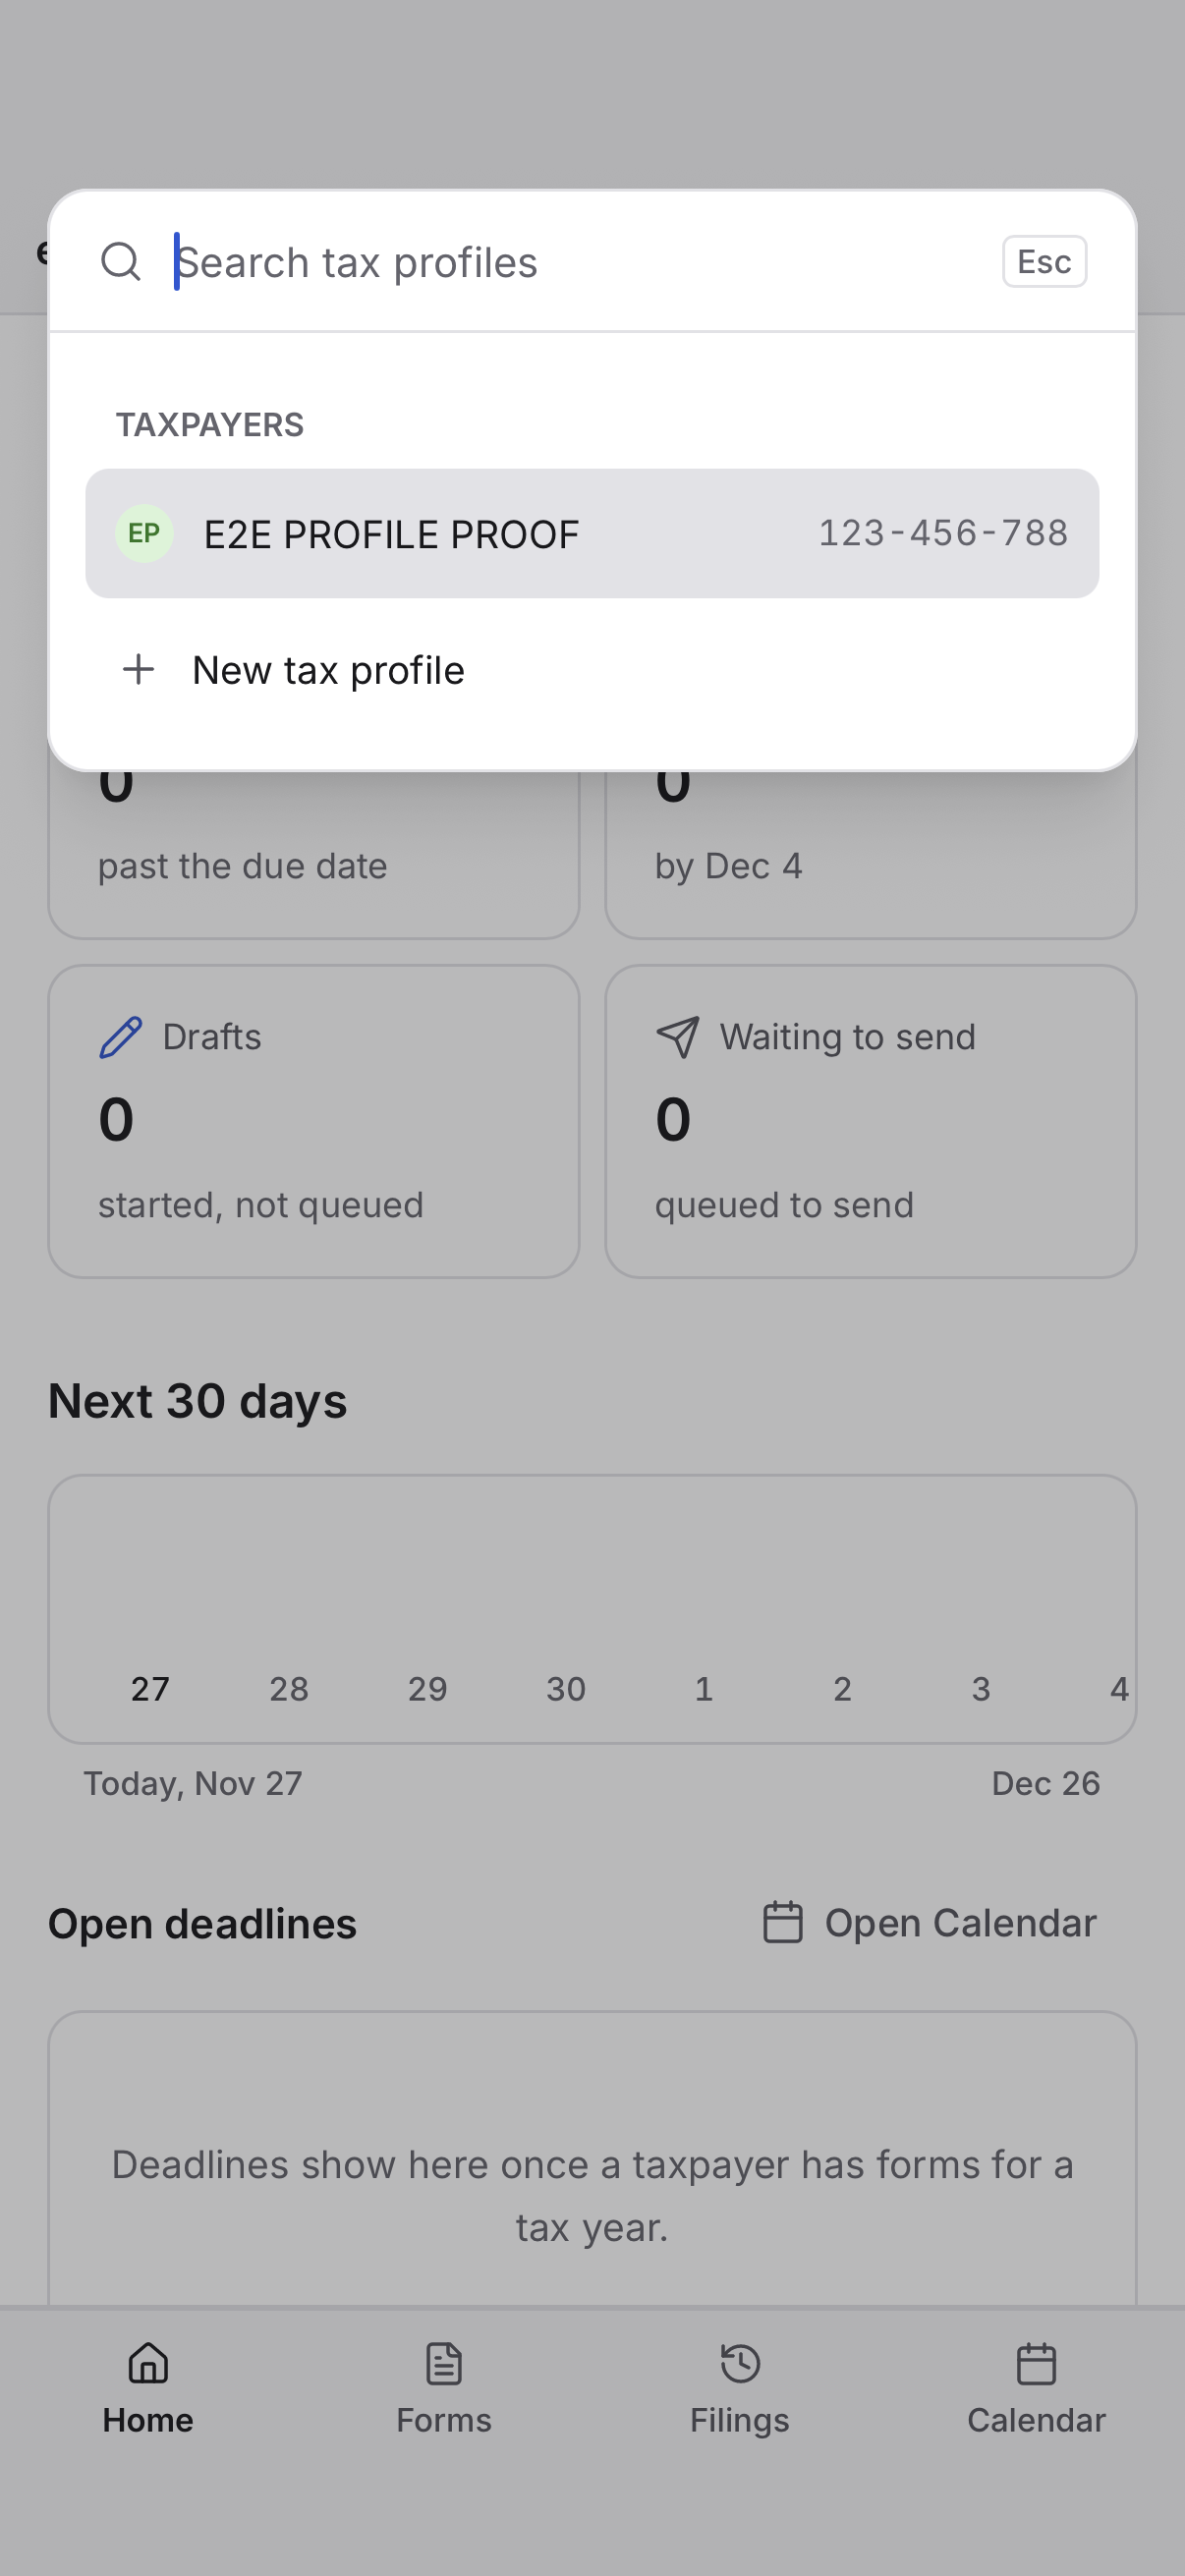 Search tax profiles
Esc
TAXPAYERS
EP
E2E PROFILE PROOF
123-456-788
New tax profile
0
0
past the due date
by Dec 4
Drafts
Waiting to send
0
0
started, not queued
queued to send
Next 30 days
27 28 29 30 1 2 3 4
Today, Nov 27
Dec 26
Open deadlines
Open Calendar
Deadlines show here once a taxpayer has forms for a
tax year.
Home
Forms
Filings
Calendar